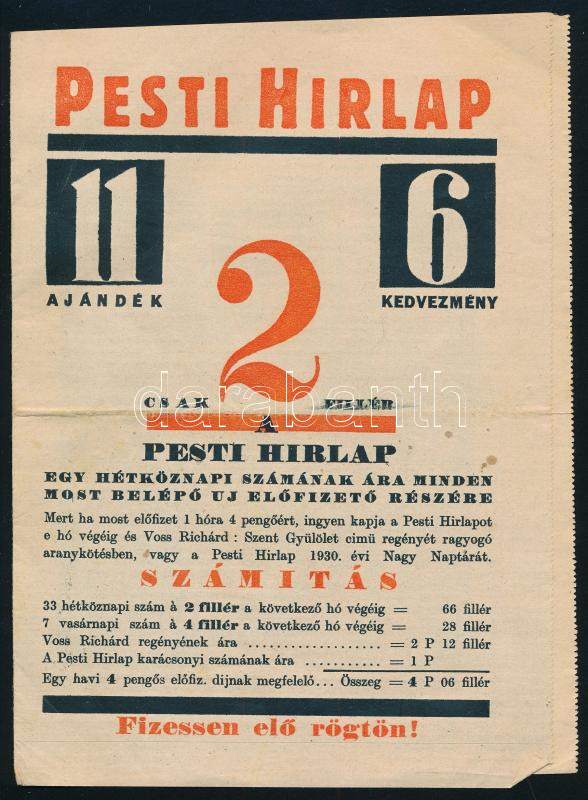 PESTI HIRLAP
11
AJÁNDÉK
6
KEDVEZMÉNY
2
CSAK FILLÉR
A
PESTI HIRLAP
EGY HÉTKÖZNAPI SZÁMÁNAK ÁRA MINDEN
MOST BELÉPŐ UJ ELŐFIZETŐ RÉSZÉRE
Mert ha most előfizet 1 hóra 4 pengőért, ingyen kapja a Pesti Hirlapot
e hó végéig és Voss Richárd : Szent Gyülölet cimü regényét ragyogó
aranykötésben, vagy a Pesti Hirlap 1930. évi Nagy Naptárát.
SZÁMITÁS
33 hétköznapi szám à 2 fillér a következő hó végéig = 66 fillér
7 vasárnapi szám à 4 fillér a következő hó végéig = 28 fillér
Voss Richárd regényének ára .................... = 2 P 12 fillér
A Pesti Hirlap karácsonyi számának ára ........... = 1 P
Egy havi 4 pengős előfiz. dijnak megfelelő... Összeg = 4 P 06 fillér
Fizessen elő rögtön!
darabanth